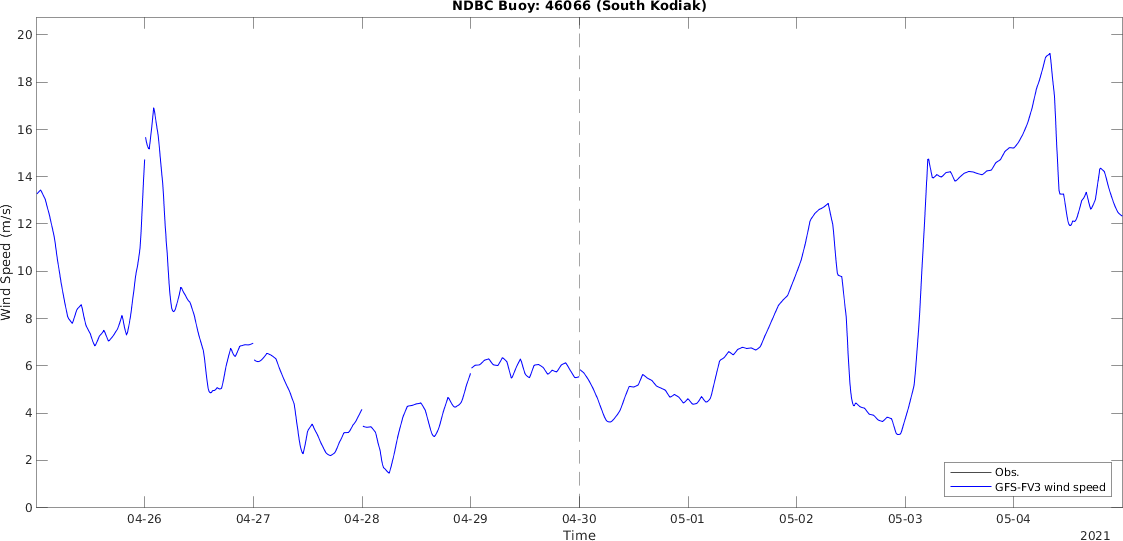 NDBC Buoy: 46066 (South Kodiak)
20
18
16
14
12
10
8
6
4
2
0
Wind Speed (m/s)
Obs.
GFS-FV3 wind speed
04-26 04-27 04-28 04-29 04-30 05-01 05-02 05-03 05-04
Time
2021